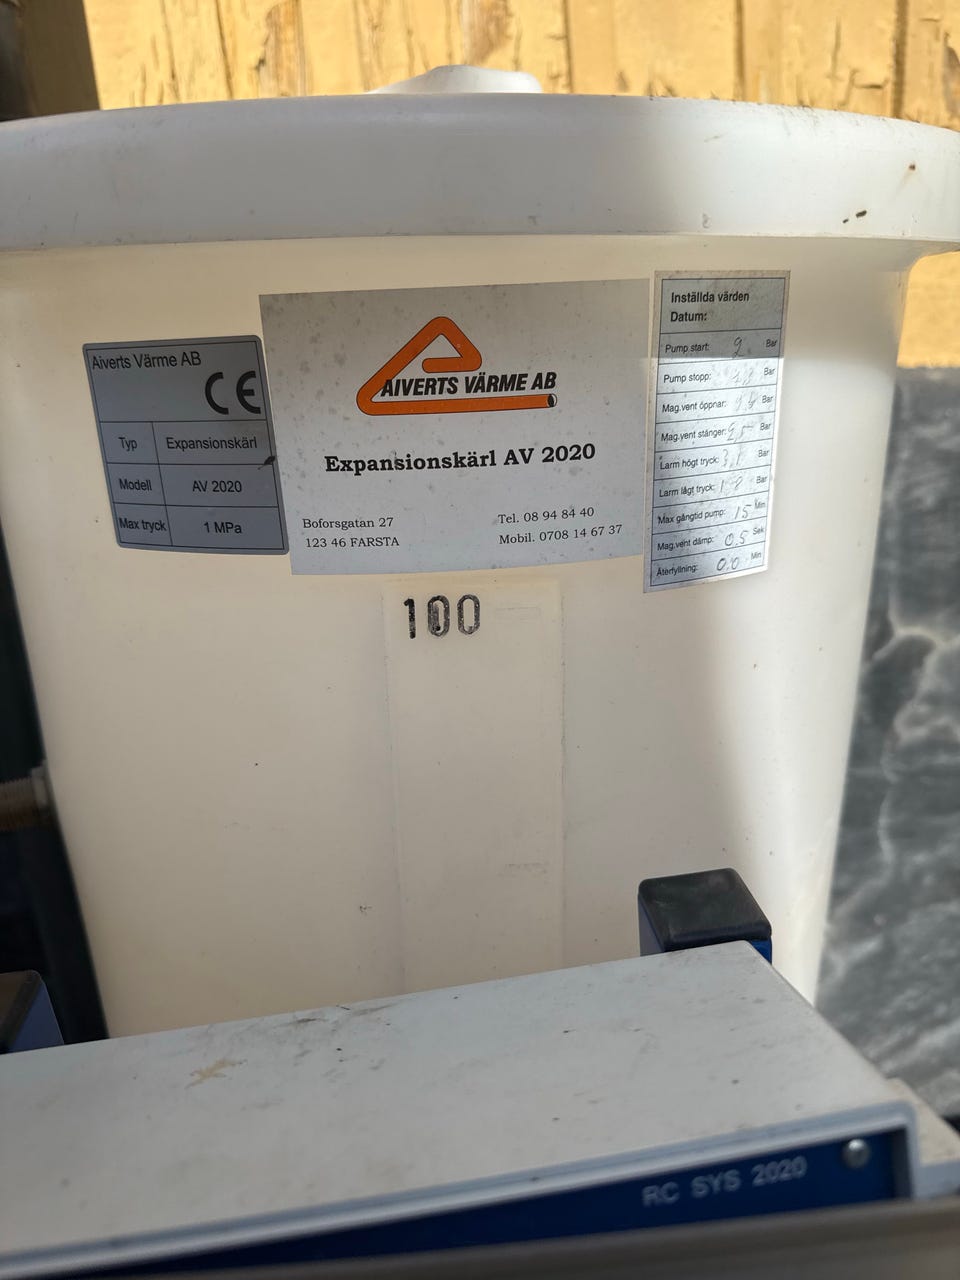 Aiverts Värme AB
CE
Typ Expansionskärl
Modell AV 2020
Max tryck 1 MPa
AIVERTS VÄRME AB
Expansionskärl AV 2020
Boforsgatan 27
123 46 FARSTA
Tel. 08 94 84 40
Mobil. 0708 14 67 37
Inställda värden
Datum:
Pump start: 2 Bar
Pump stopp: Bar
Mag.vent öppnar: Bar
Mag.vent stänger: Bar
Larm högt tryck: 3,1 Bar
Larm lågt tryck: Bar
Max gångtid pump: 15 Min
Mag.vent dämp: 0.5 Sek
Återfyllning: 0.0 Min
100
RC SYS 2020